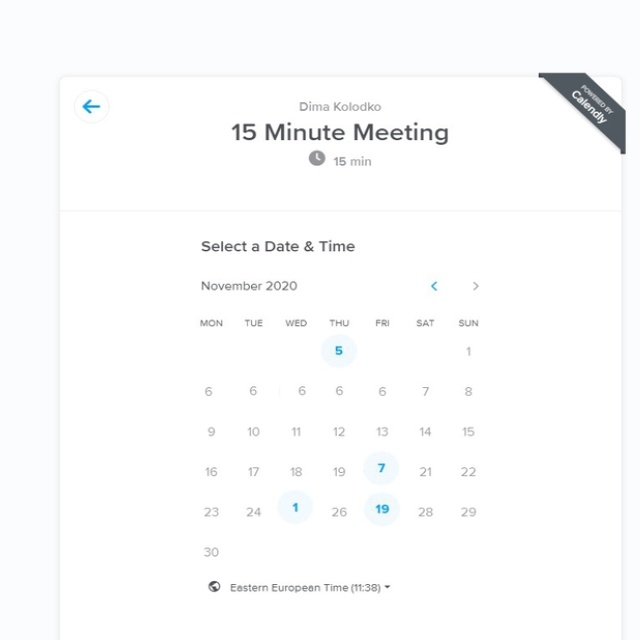 POWERED BY
Calendly
Dima Kolodko
15 Minute Meeting
15 min
Select a Date & Time
November 2020
MON TUE WED THU FRI SAT SUN
5 1
6 6 6 6 6 7 8
9 10 11 12 13 14 15
16 17 18 19 7 21 22
23 24 1 26 19 28 29
30
Eastern European Time (11:38)